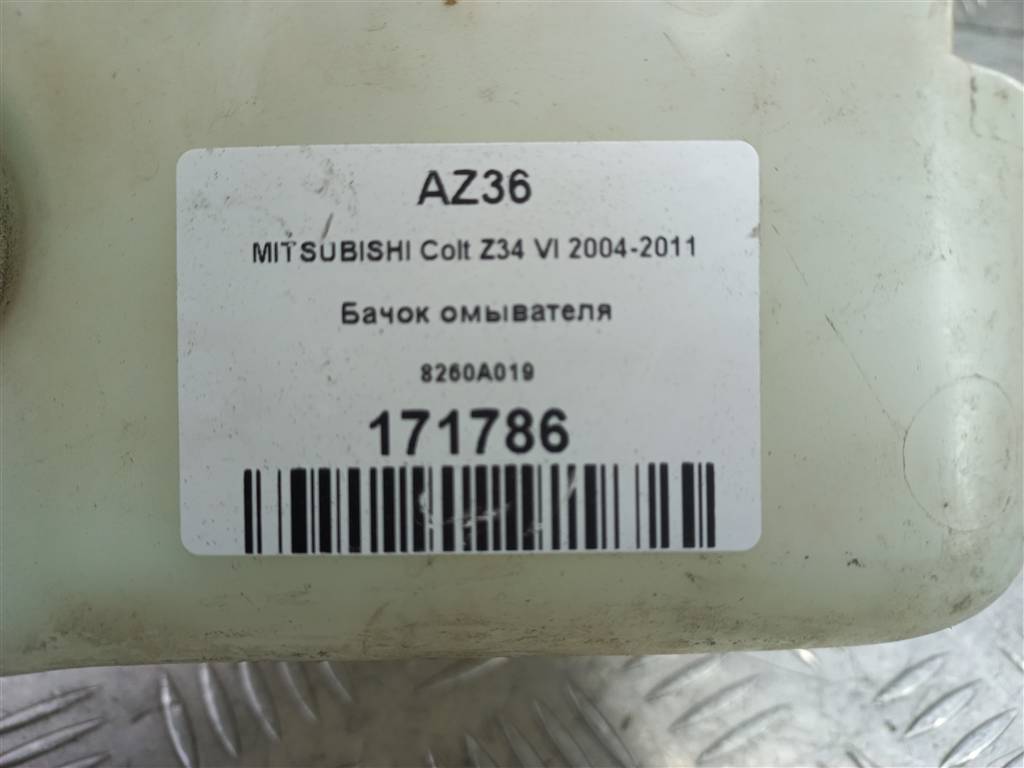 AZ36
MITSUBISHI Colt Z34 VI 2004-2011
Бачок омывателя
8260A019
171786